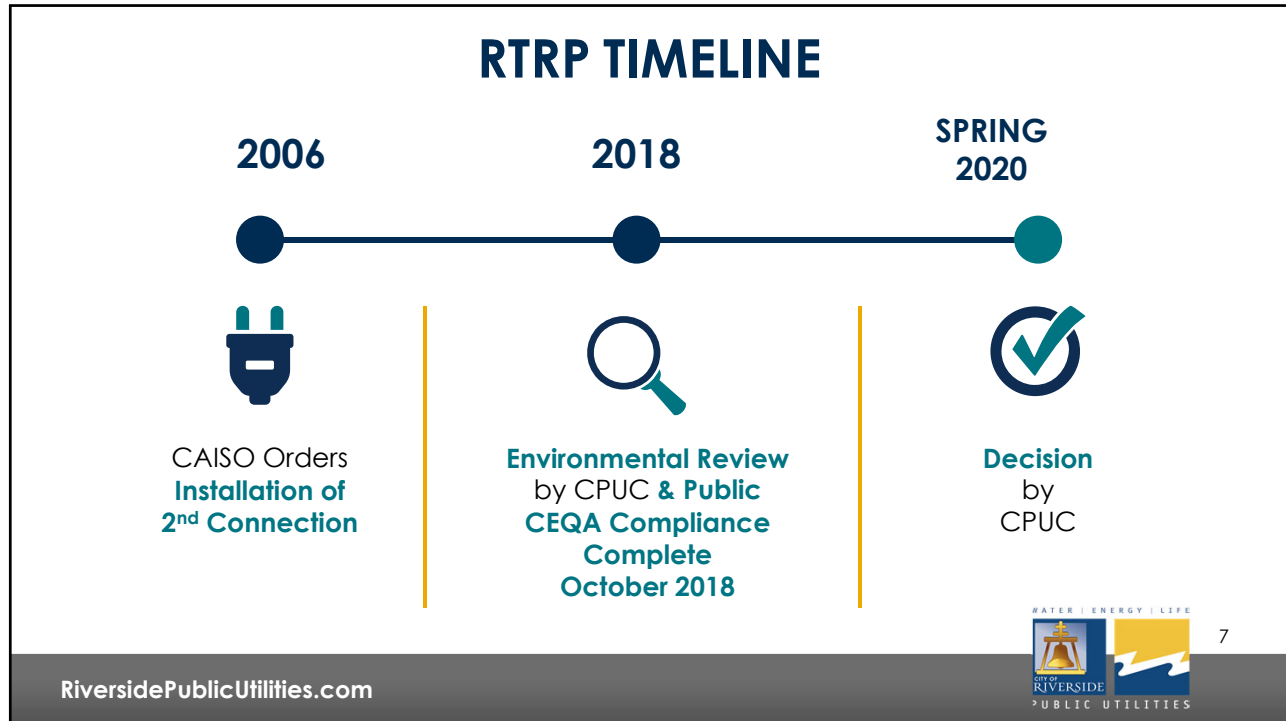 RTRP TIMELINE
2006
2018
SPRING
2020
CAISO Orders
Installation of
2nd Connection
Environmental Review
by CPUC & Public
CEQA Compliance
Complete
October 2018
Decision
by
CPUC
WATER | ENERGY | LIFE
CITY OF
RIVERSIDE
PUBLIC UTILITIES
7
RiversidePublicUtilities.com